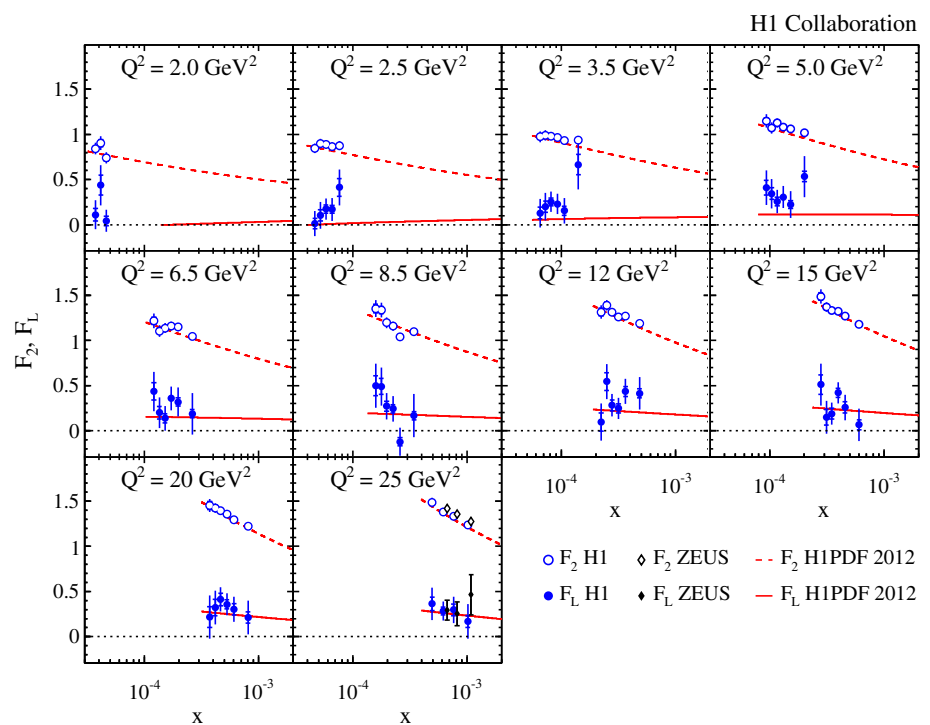 H1 Collaboration
Q² = 2.0 GeV² Q² = 2.5 GeV² Q² = 3.5 GeV² Q² = 5.0 GeV²
1.5
1
0.5
0
Q² = 6.5 GeV² Q² = 8.5 GeV² Q² = 12 GeV² Q² = 15 GeV²
1.5
1
0.5
0
F₂, F_L
10⁻⁴ 10⁻³ 10⁻⁴ 10⁻³
x x
Q² = 20 GeV² Q² = 25 GeV²
1.5
1
0.5
0
10⁻⁴ 10⁻³ 10⁻⁴ 10⁻³
x x
F₂ H1 F₂ ZEUS F₂ H1PDF 2012
F_L H1 F_L ZEUS F_L H1PDF 2012